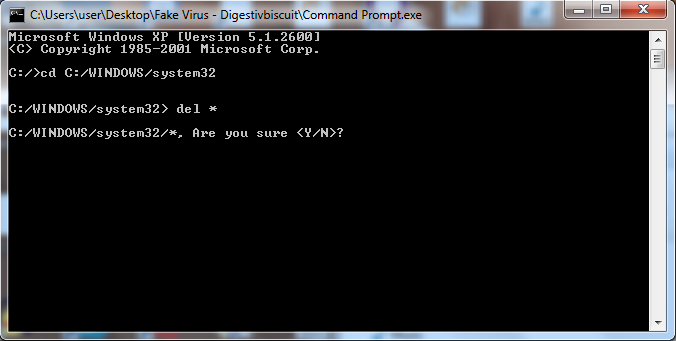 C:\Users\user\Desktop\Fake Virus - Digestivbiscuit\Command Prompt.exe
Microsoft Windows XP [Version 5.1.2600]
<C> Copyright 1985-2001 Microsoft Corp.
C:/>cd C:/WINDOWS/system32
C:/WINDOWS/system32> del *
C:/WINDOWS/system32/*, Are you sure <Y/N>?